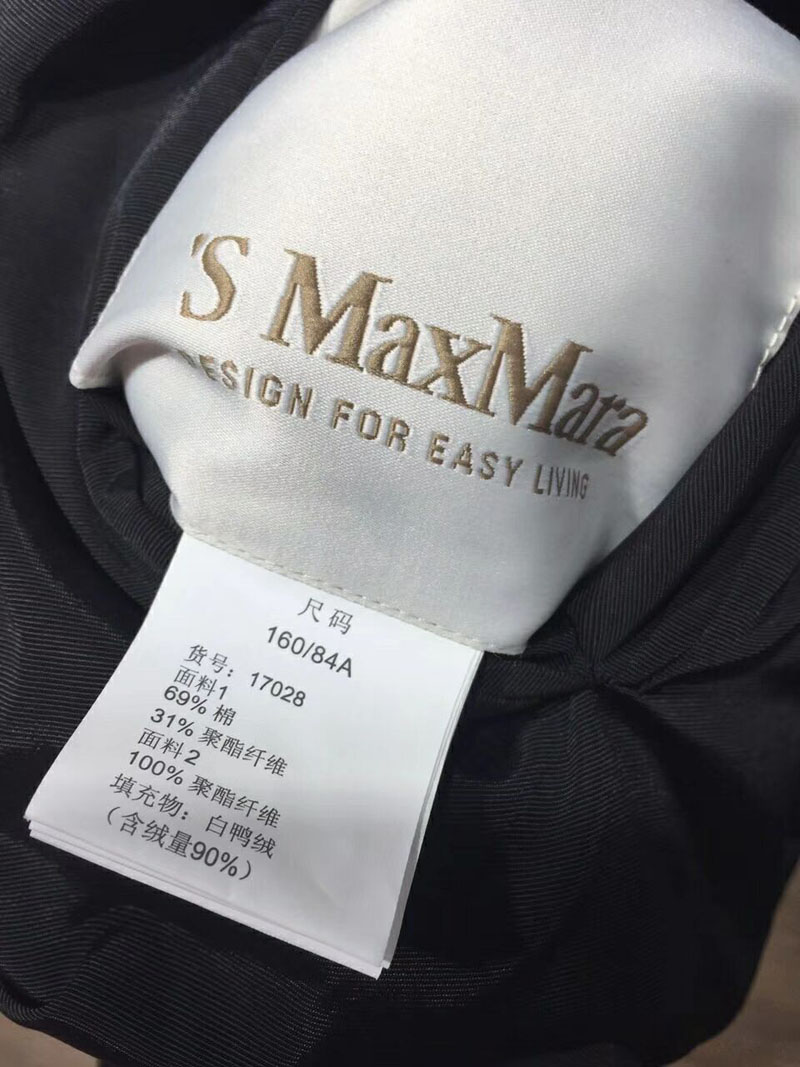 'S MaxMara
DESIGN FOR EASY LIVING
尺码
160/84A
货号：17028
面料1
69% 棉
31% 聚酯纤维
面料2
100% 聚酯纤维
填充物：白鸭绒
（含绒量90%）